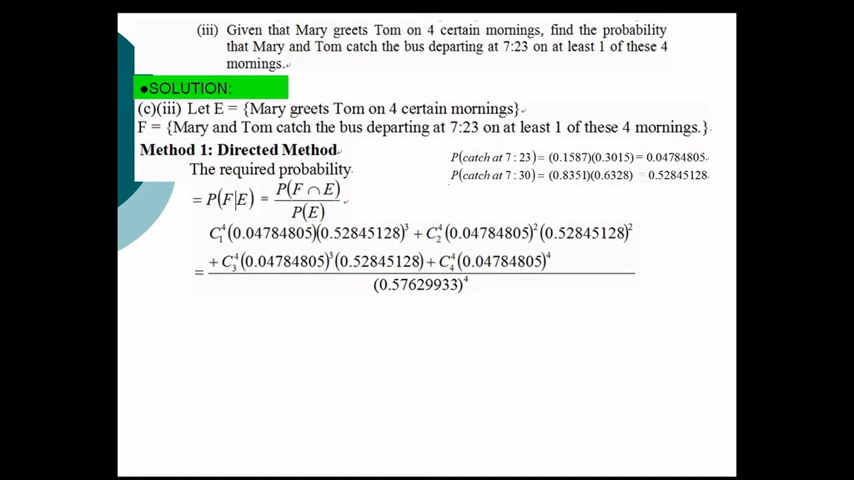 (iii) Given that Mary greets Tom on 4 certain mornings, find the probability
that Mary and Tom catch the bus departing at 7:23 on at least 1 of these 4
mornings.
●SOLUTION:
(c)(iii) Let E = {Mary greets Tom on 4 certain mornings}
F = {Mary and Tom catch the bus departing at 7:23 on at least 1 of these 4 mornings.}
Method 1: Directed Method
P(catch at 7 : 23) = (0.1587)(0.3015) = 0.04784805
The required probability
P(catch at 7 : 30) = (0.8351)(0.6328) = 0.52845128
= P(F|E) = P(F ∩ E) / P(E)
C₁⁴(0.04784805)(0.52845128)³ + C₂⁴(0.04784805)²(0.52845128)²
= + C₃⁴(0.04784805)³(0.52845128) + C₄⁴(0.04784805)⁴
(0.57629933)⁴